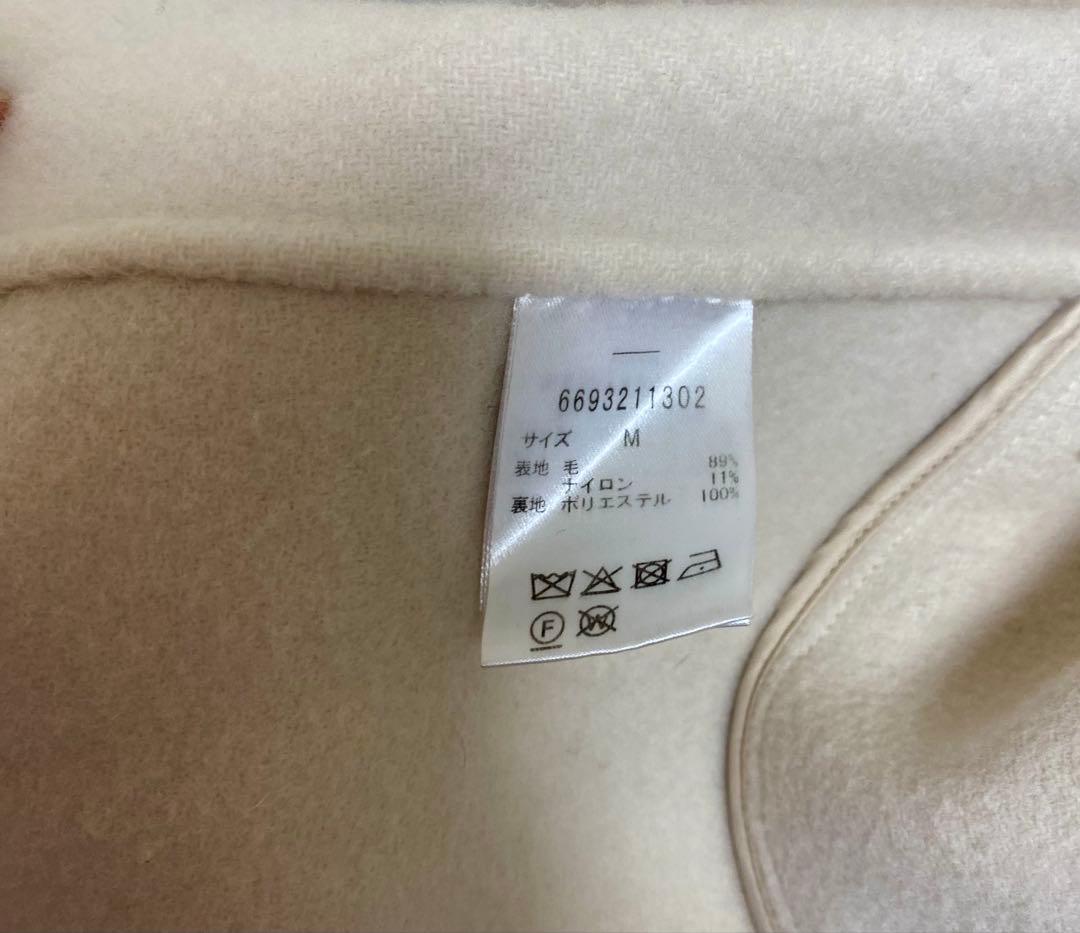 6693211302
サイズ M
表地 毛 89%
ナイロン 11%
裏地 ポリエステル 100%
F W